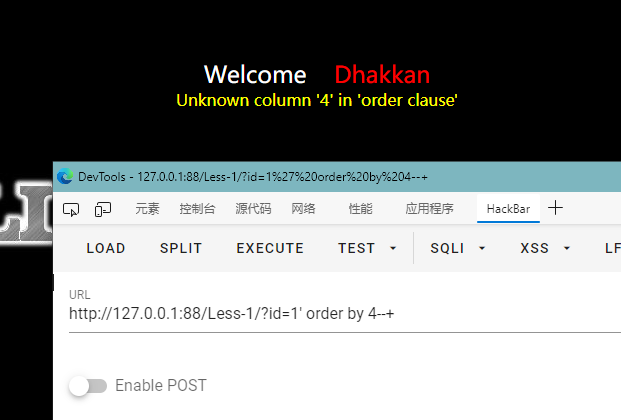 Welcome Dhakkan
Unknown column '4' in 'order clause'
DevTools - 127.0.0.1:88/Less-1/?id=1%27%20order%20by%204--+
元素 控制台 源代码 网络 性能 应用程序 HackBar
LOAD SPLIT EXECUTE TEST SQLI XSS LF
URL
http://127.0.0.1:88/Less-1/?id=1' order by 4--+
Enable POST